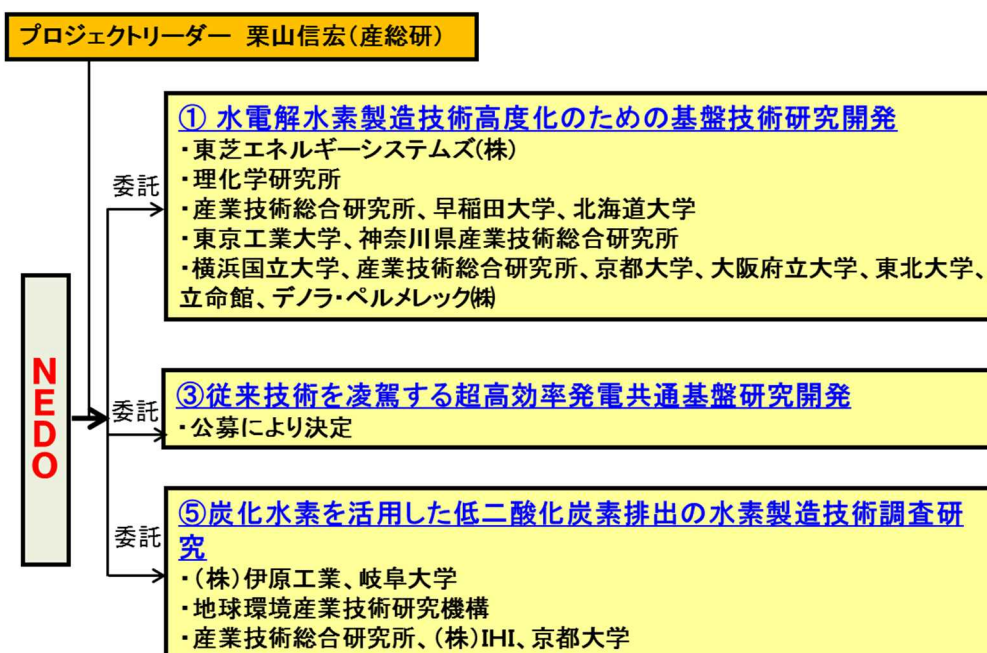 プロジェクトリーダー 栗山信宏(産総研)
① 水電解水素製造技術高度化のための基盤技術研究開発
・東芝エネルギーシステムズ(株)
・理化学研究所
・産業技術総合研究所、早稲田大学、北海道大学
・東京工業大学、神奈川県産業技術総合研究所
・横浜国立大学、産業技術総合研究所、京都大学、大阪府立大学、東北大学、
立命館、デノラ・ペルメレック㈱
委託
NEDO
委託
③従来技術を凌駕する超高効率発電共通基盤研究開発
・公募により決定
委託
⑤炭化水素を活用した低二酸化炭素排出の水素製造技術調査研
究
・(株)伊原工業、岐阜大学
・地球環境産業技術研究機構
・産業技術総合研究所、(株)IHI、京都大学